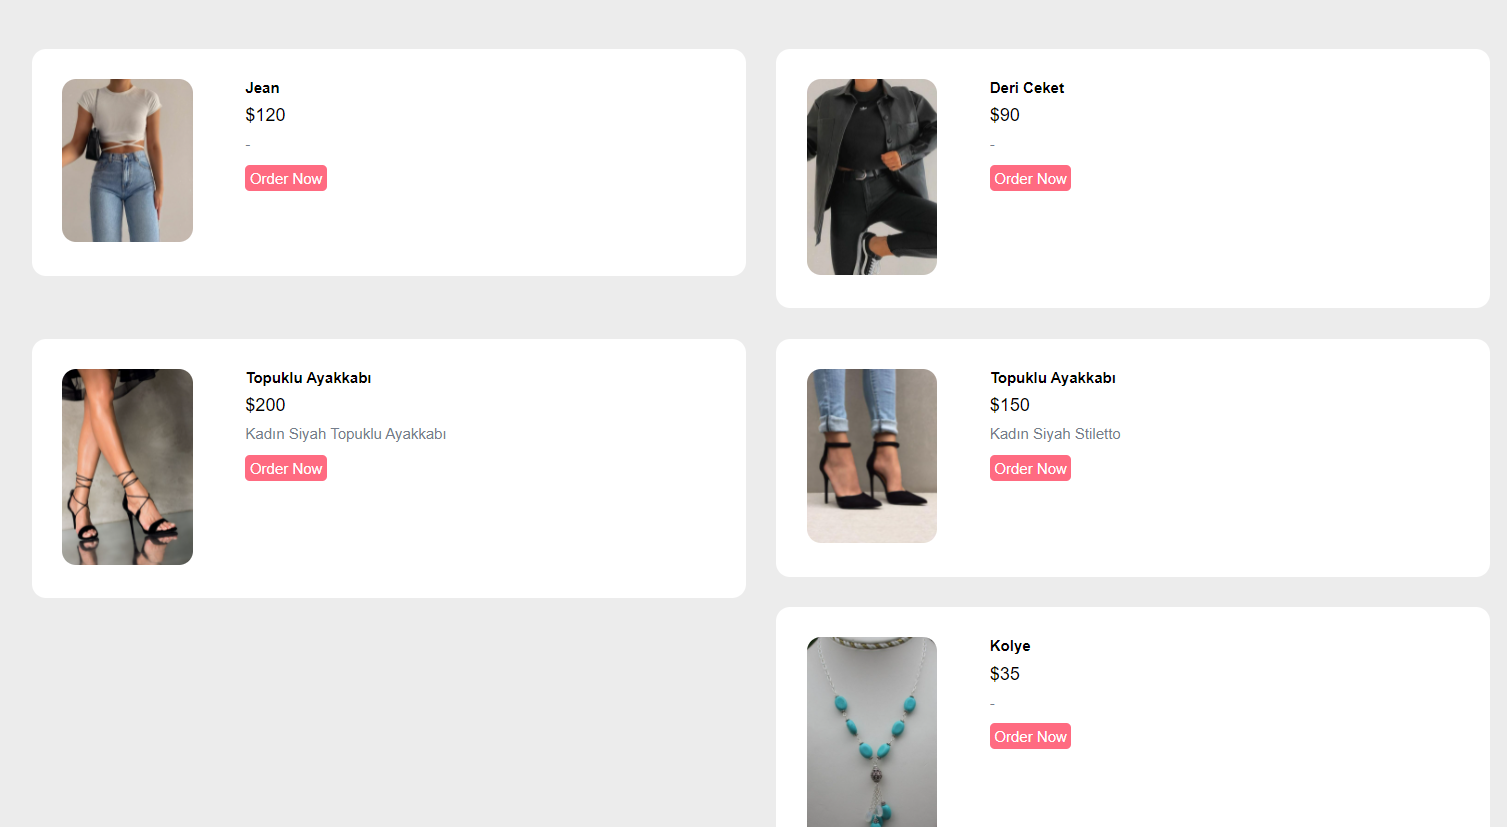 Jean
$120
-
Order Now
Deri Ceket
$90
-
Order Now
Topuklu Ayakkabı
$200
Kadın Siyah Topuklu Ayakkabı
Order Now
Topuklu Ayakkabı
$150
Kadın Siyah Stiletto
Order Now
Kolye
$35
-
Order Now